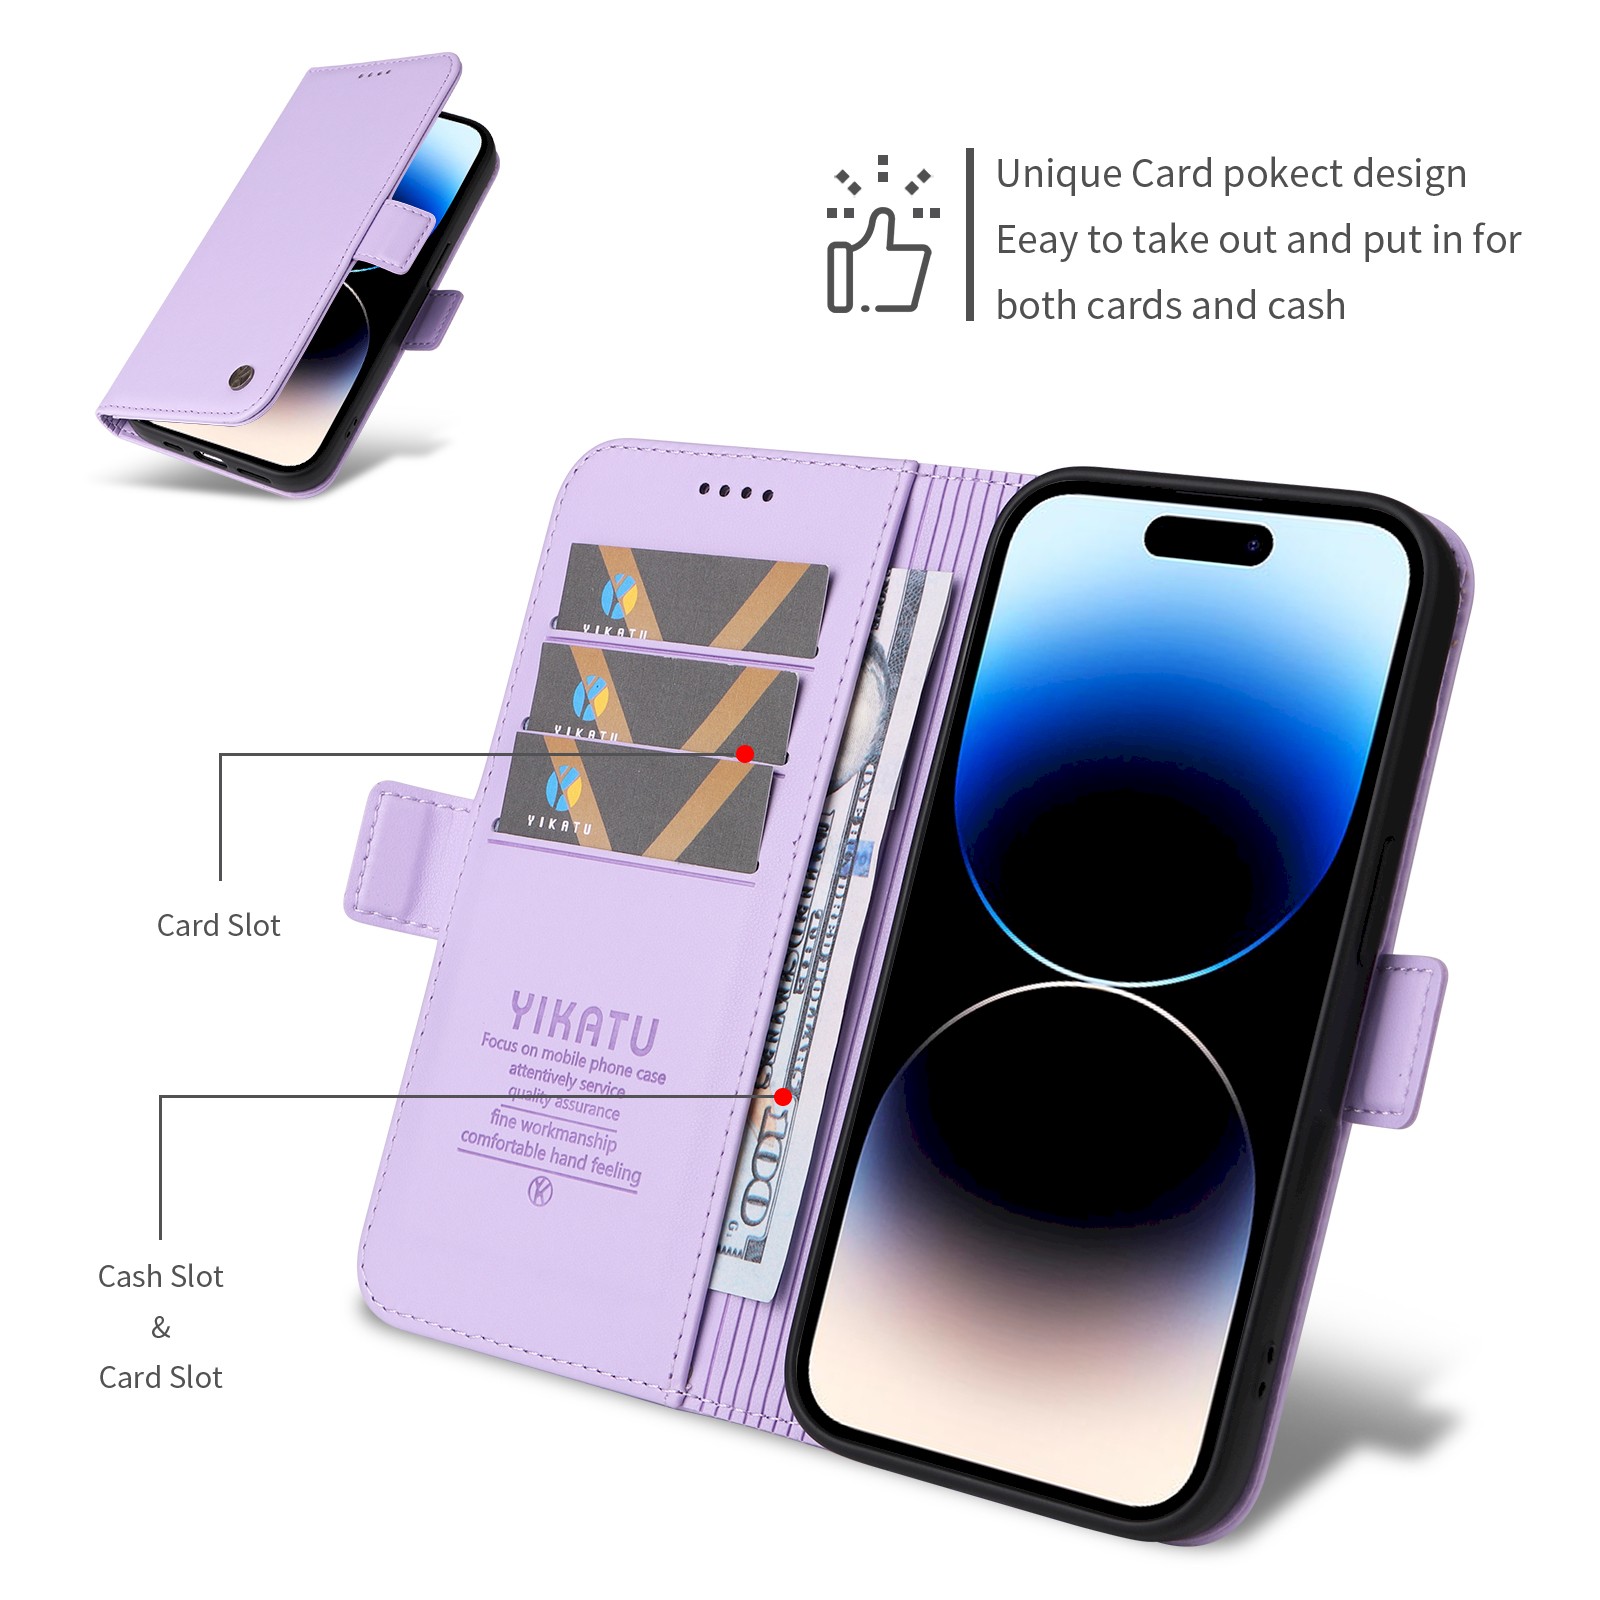 Unique Card pokect design
Eeay to take out and put in for
both cards and cash
YIKATU
YIKATU
YIKATU
Card Slot
YIKATU
Focus on mobile phone case
attentively service
quality assurance
fine workmanship
comfortable hand feeling
100
Cash Slot
&
Card Slot